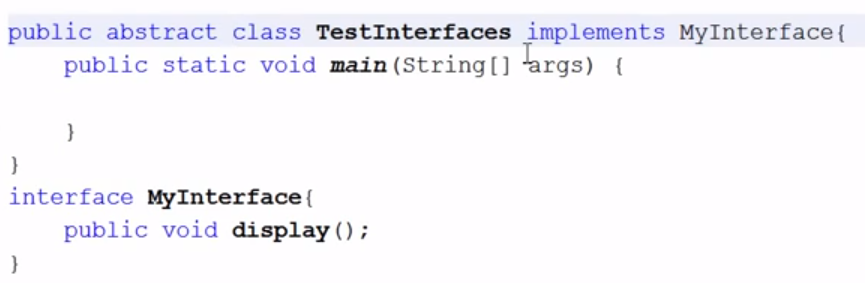 public abstract class TestInterfaces implements MyInterface{
    public static void main(String[] args) {
    }
}
interface MyInterface{
    public void display();
}